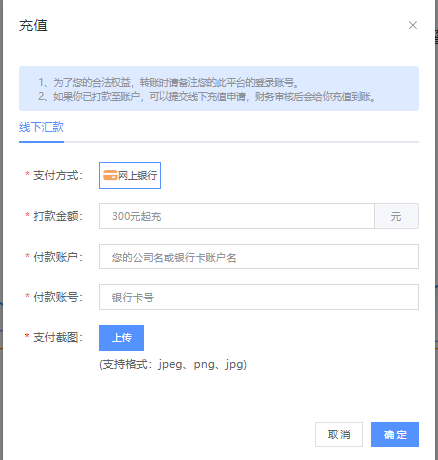 充值
1、为了您的合法权益，转账时请备注您的此平台的登录账号。
2、如果你已打款至账户，可以提交线下充值申请，财务审核后会给你充值到账。
线下汇款
* 支付方式： 网上银行
* 打款金额： 300元起充 元
* 付款账户： 您的公司名或银行卡账户名
* 付款账号： 银行卡号
* 支付截图： 上传
(支持格式：jpeg、png、jpg)
取消 确定